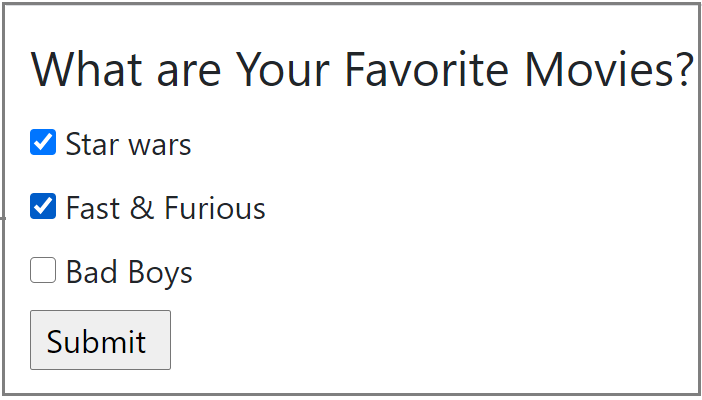 What are Your Favorite Movies?
Star wars
Fast & Furious
Bad Boys
Submit